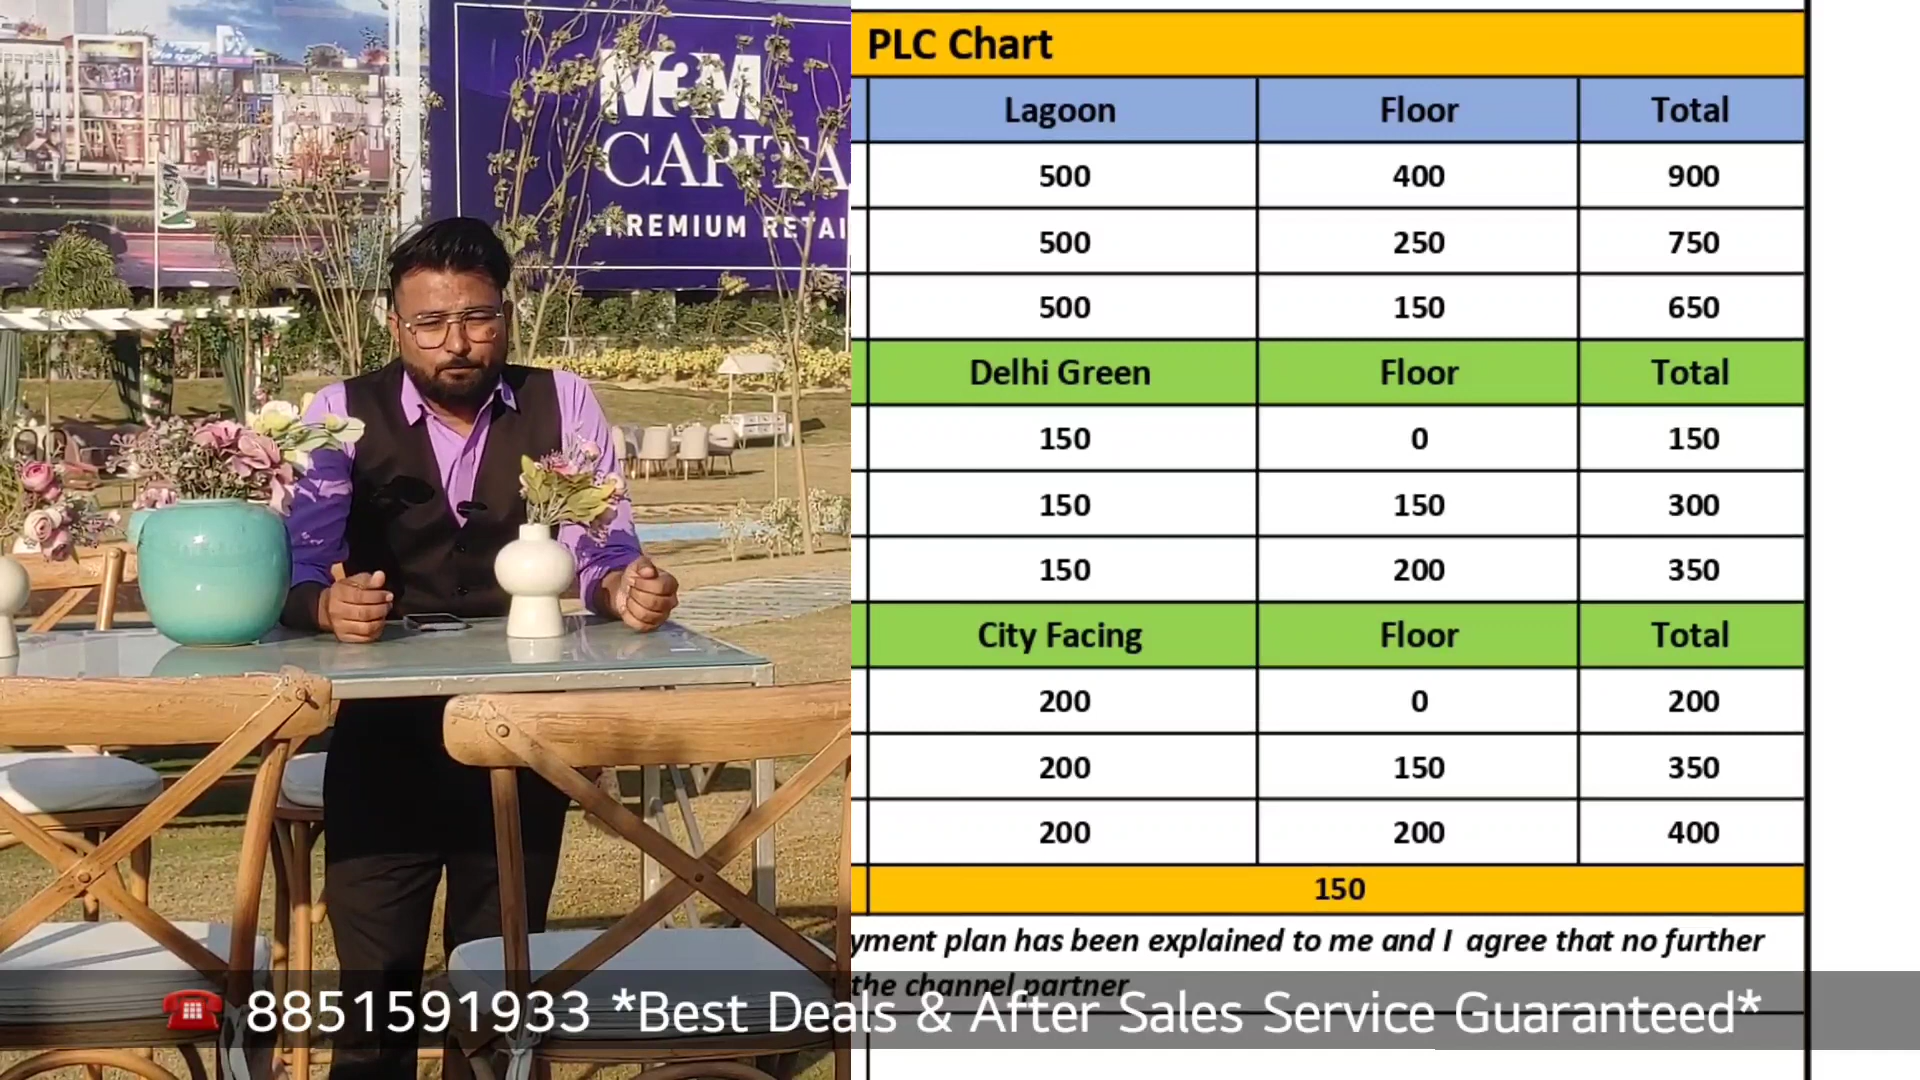 M3M
CAPITA
PREMIUM RETAI
PLC Chart
Lagoon Floor Total
500 400 900
500 250 750
500 150 650
Delhi Green Floor Total
150 0 150
150 150 300
150 200 350
City Facing Floor Total
200 0 200
200 150 350
200 200 400
150
yment plan has been explained to me and I agree that no further
the channel partner
☎️ 8851591933 *Best Deals & After Sales Service Guaranteed*